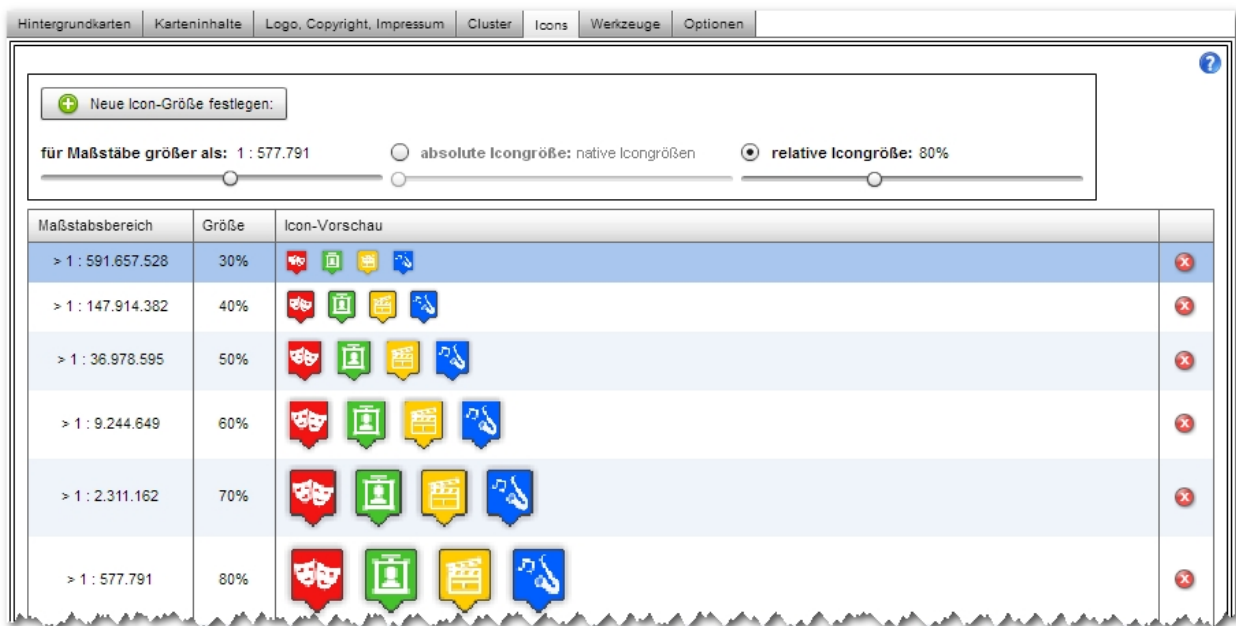 Hintergrundkarten Karteninhalte Logo, Copyright, Impressum Cluster Icons Werkzeuge Optionen
?
Neue Icon-Größe festlegen:
für Maßstäbe größer als: 1 : 577.791 absolute Icongröße: native Icongrößen relative Icongröße: 80%
Maßstabsbereich Größe Icon-Vorschau
> 1 : 591.657.528 30%
> 1 : 147.914.382 40%
> 1 : 36.978.595 50%
> 1 : 9.244.649 60%
> 1 : 2.311.162 70%
> 1 : 577.791 80%